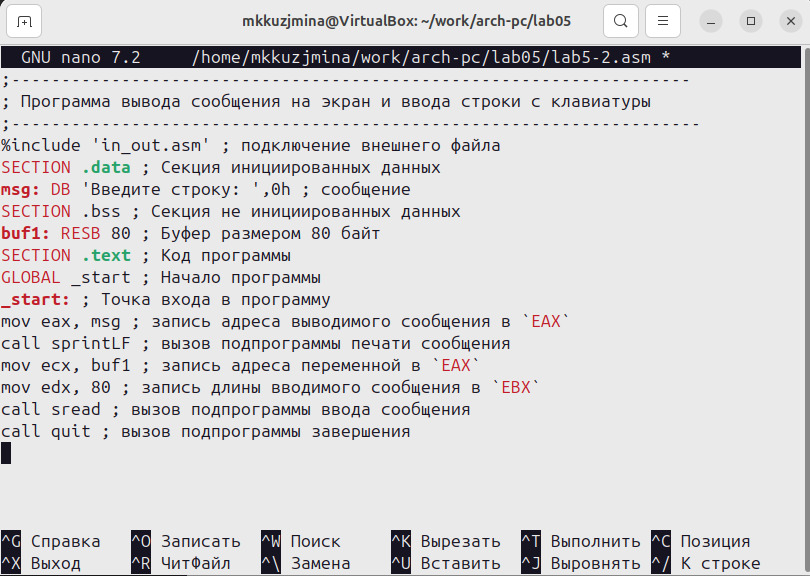 mkkuzjmina@VirtualBox: ~/work/arch-pc/lab05
GNU nano 7.2 /home/mkkuzjmina/work/arch-pc/lab05/lab5-2.asm *
;--------------------------------------------------------------------
; Программа вывода сообщения на экран и ввода строки с клавиатуры
;---------------------------------------------------------------------
%include 'in_out.asm' ; подключение внешнего файла
SECTION .data ; Секция инициированных данных
msg: DB 'Введите строку: ',0h ; сообщение
SECTION .bss ; Секция не инициированных данных
buf1: RESB 80 ; Буфер размером 80 байт
SECTION .text ; Код программы
GLOBAL _start ; Начало программы
_start: ; Точка входа в программу
mov eax, msg ; запись адреса выводимого сообщения в `EAX`
call sprintLF ; вызов подпрограммы печати сообщения
mov ecx, buf1 ; запись адреса переменной в `EAX`
mov edx, 80 ; запись длины вводимого сообщения в `EBX`
call sread ; вызов подпрограммы ввода сообщения
call quit ; вызов подпрограммы завершения
^G Справка ^O Записать ^W Поиск ^K Вырезать ^T Выполнить ^C Позиция
^X Выход ^R ЧитФайл ^\ Замена ^U Вставить ^J Выровнять ^/ К строке